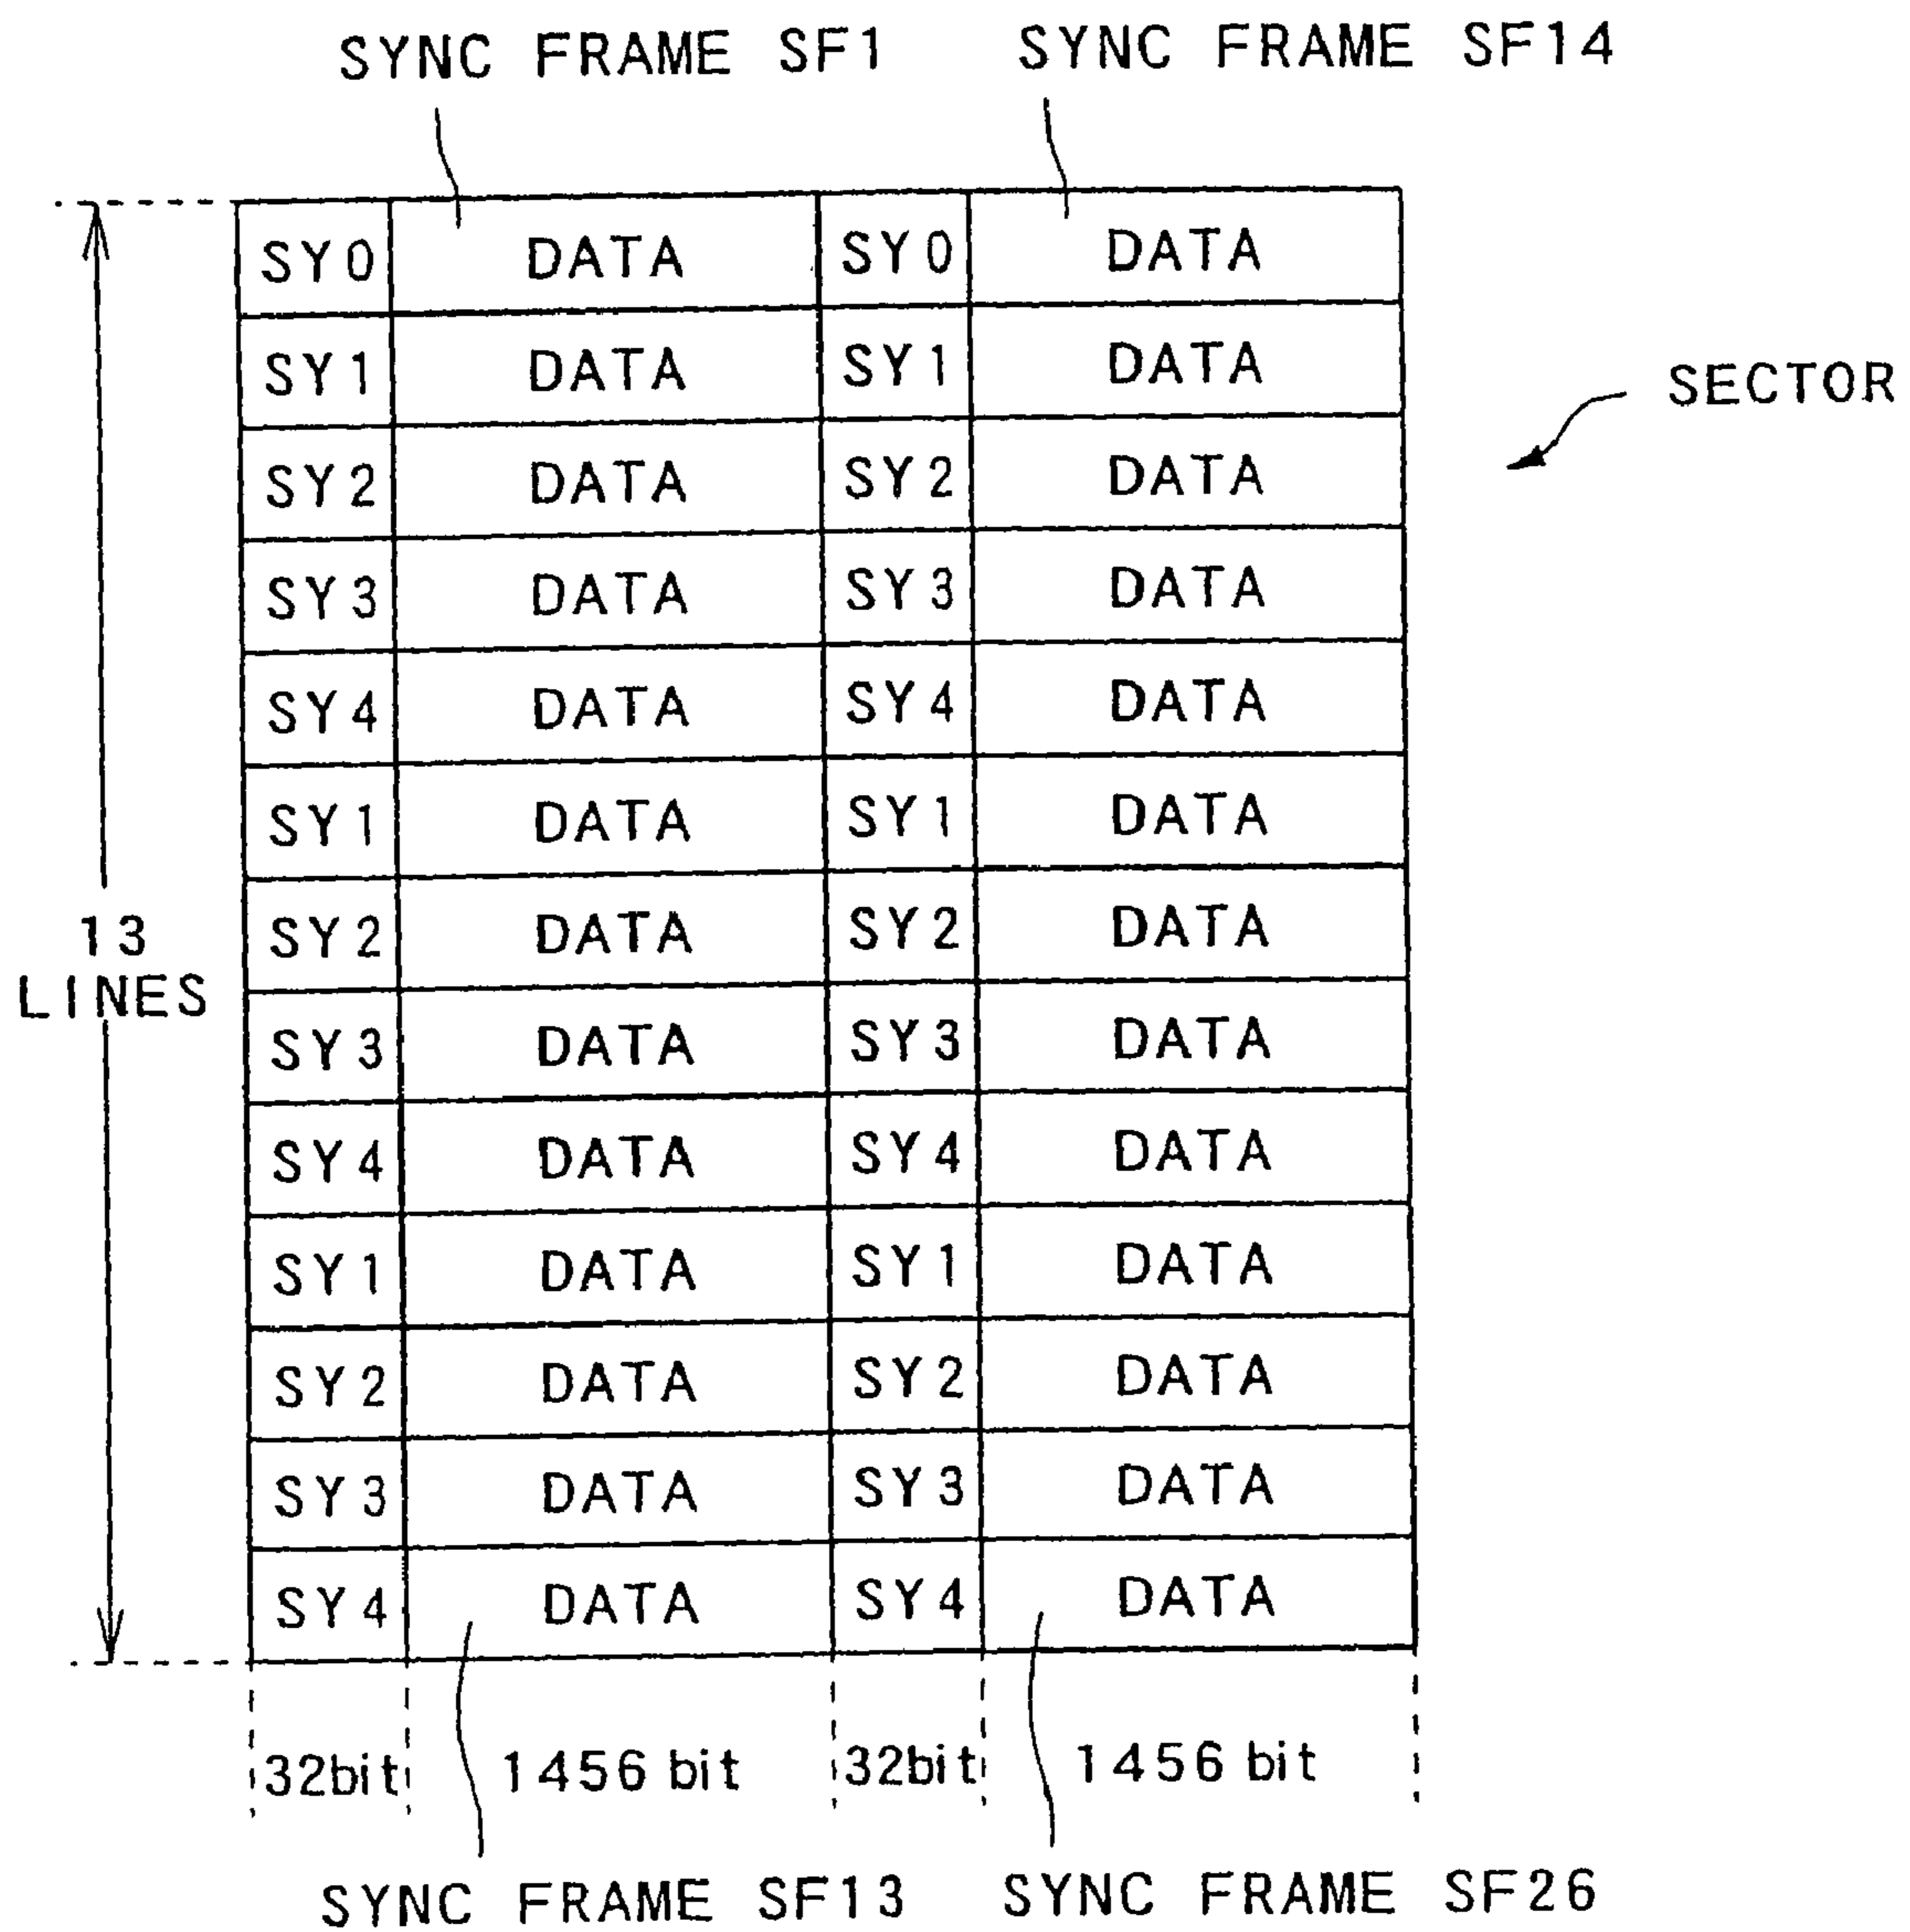 SYNC FRAME SF1 SYNC FRAME SF14
SY0 DATA SY0 DATA
SY1 DATA SY1 DATA
SECTOR
SY2 DATA SY2 DATA
SY3 DATA SY3 DATA
SY4 DATA SY4 DATA
SY1 DATA SY1 DATA
13
LINES
SY2 DATA SY2 DATA
SY3 DATA SY3 DATA
SY4 DATA SY4 DATA
SY1 DATA SY1 DATA
SY2 DATA SY2 DATA
SY3 DATA SY3 DATA
SY4 DATA SY4 DATA
32bit 1456 bit 32bit 1456 bit
SYNC FRAME SF13 SYNC FRAME SF26